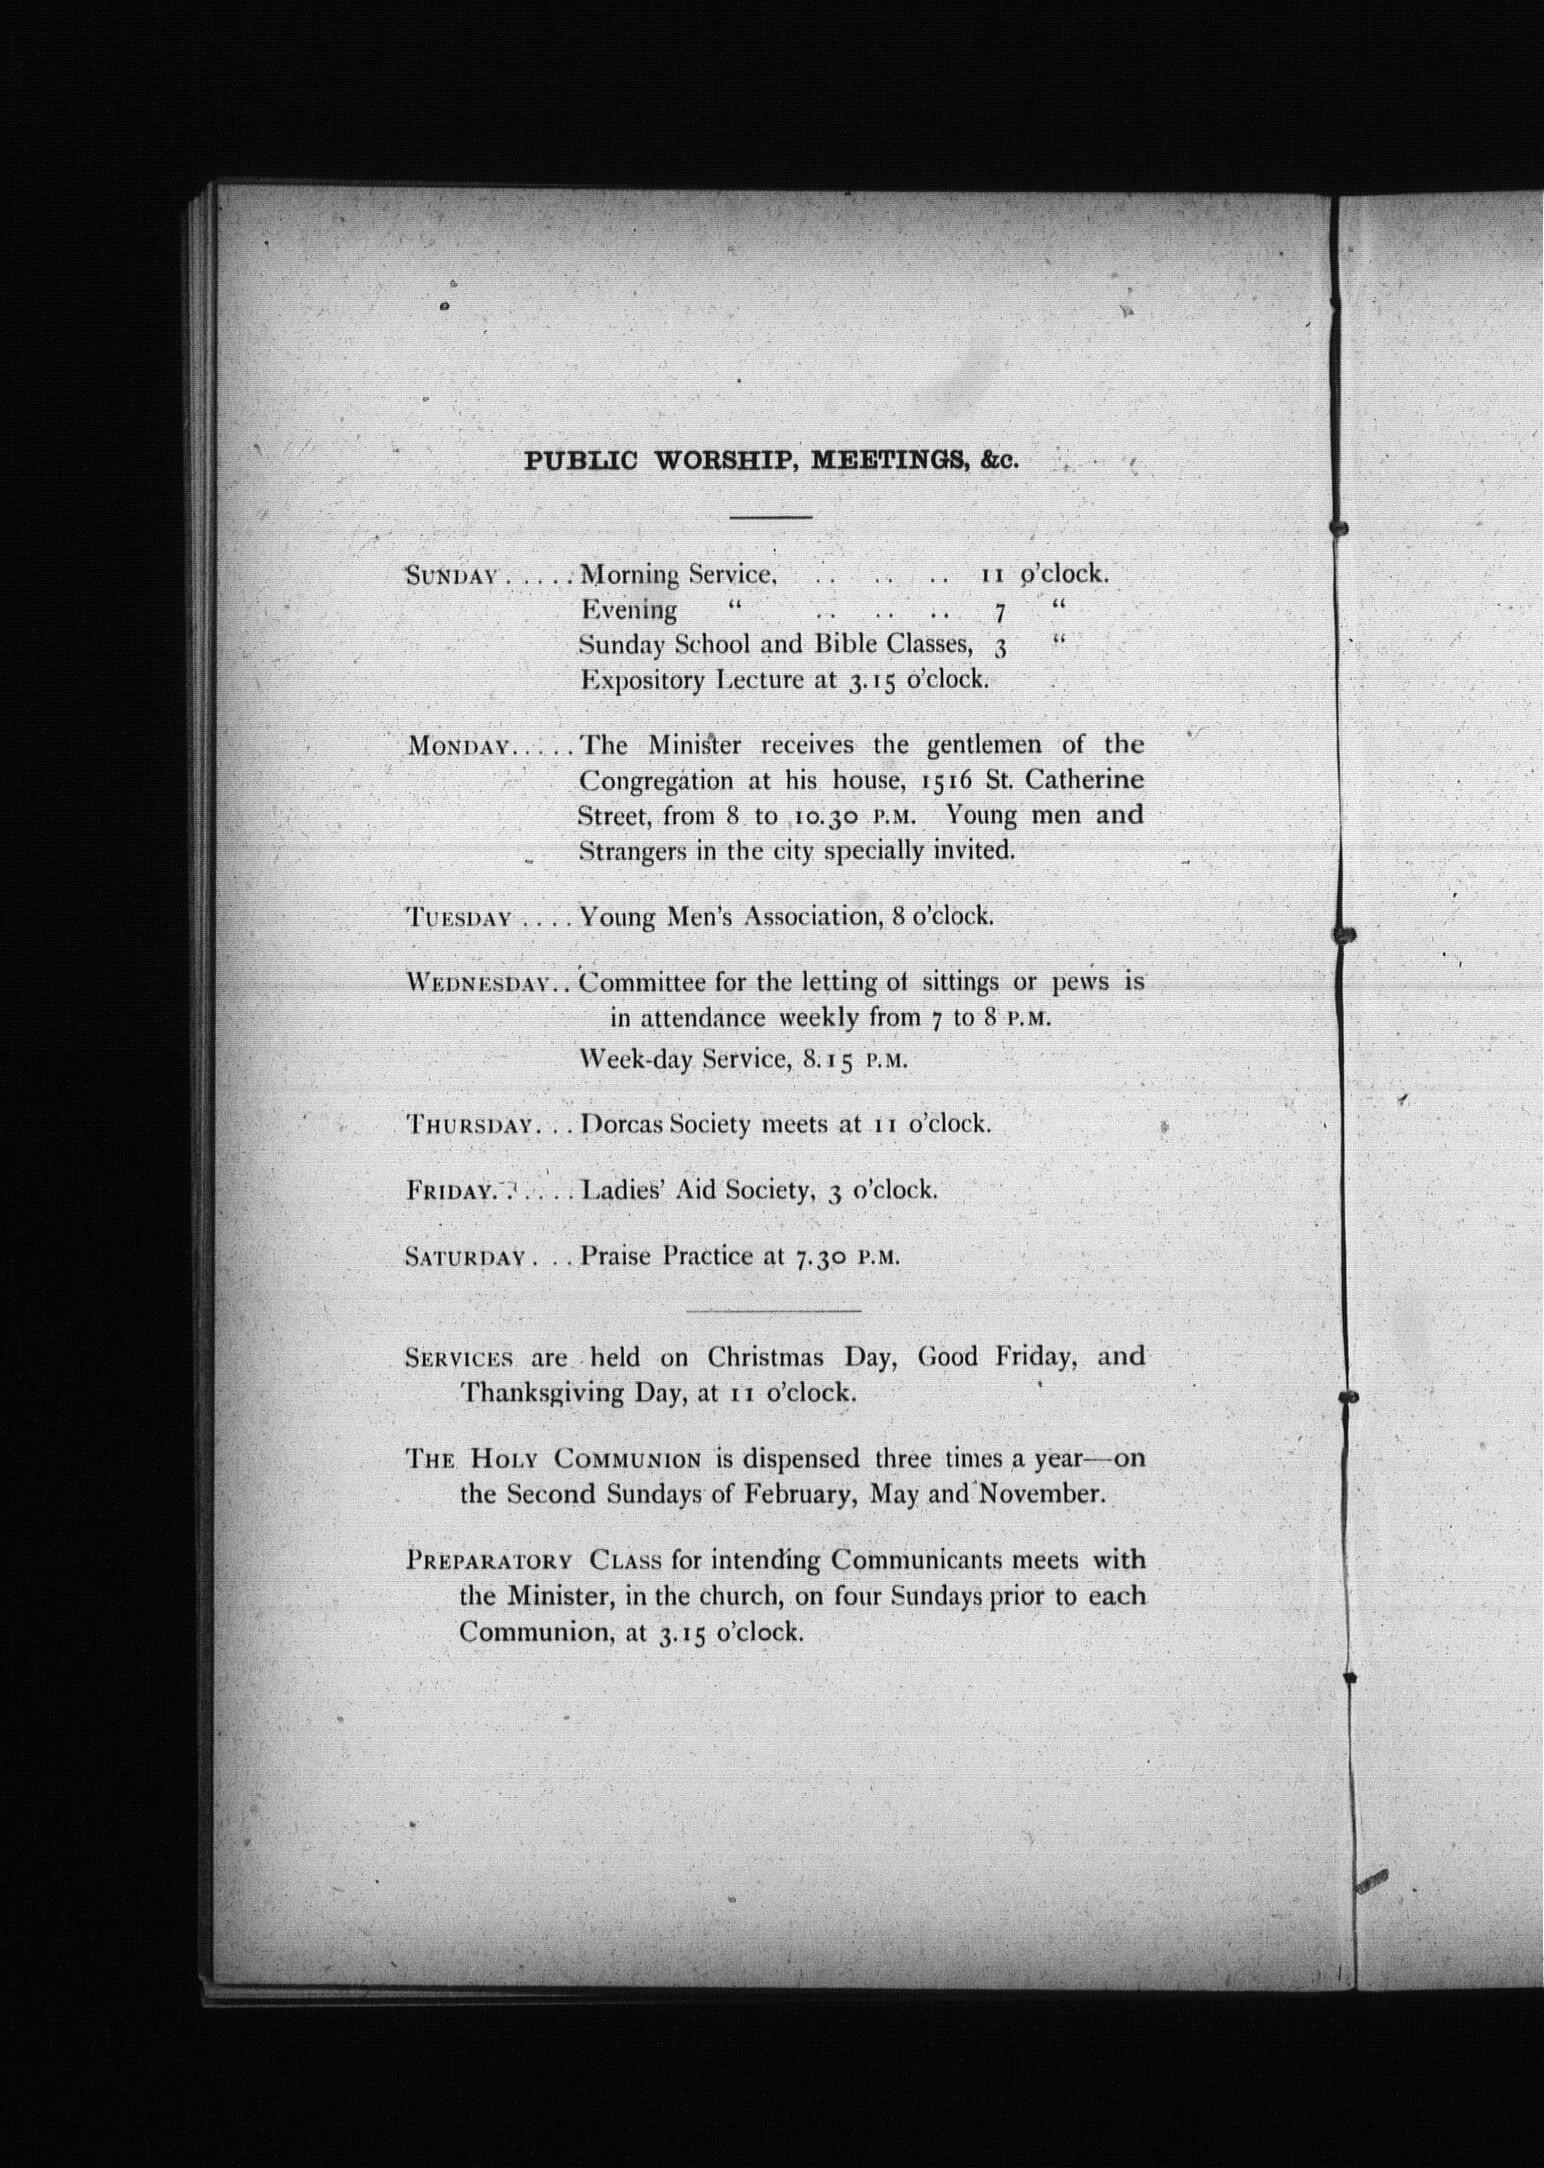 PUBLIC WORSHIP, MEETINGS, &c.
SUNDAY ..... Morning Service, .. .. .. 11 o'clock.
Evening “ .. .. .. 7 “
Sunday School and Bible Classes, 3 “
Expository Lecture at 3.15 o'clock.
MONDAY..... The Minister receives the gentlemen of the
Congregation at his house, 1516 St. Catherine
Street, from 8 to 10.30 P.M. Young men and
Strangers in the city specially invited.
TUESDAY .... Young Men's Association, 8 o'clock.
WEDNESDAY.. Committee for the letting of sittings or pews is
in attendance weekly from 7 to 8 P.M.
Week-day Service, 8.15 P.M.
THURSDAY... Dorcas Society meets at 11 o'clock.
FRIDAY..... Ladies' Aid Society, 3 o'clock.
SATURDAY ... Praise Practice at 7.30 P.M.
SERVICES are held on Christmas Day, Good Friday, and
Thanksgiving Day, at 11 o'clock.
THE HOLY COMMUNION is dispensed three times a year—on
the Second Sundays of February, May and November.
PREPARATORY CLASS for intending Communicants meets with
the Minister, in the church, on four Sundays prior to each
Communion, at 3.15 o'clock.